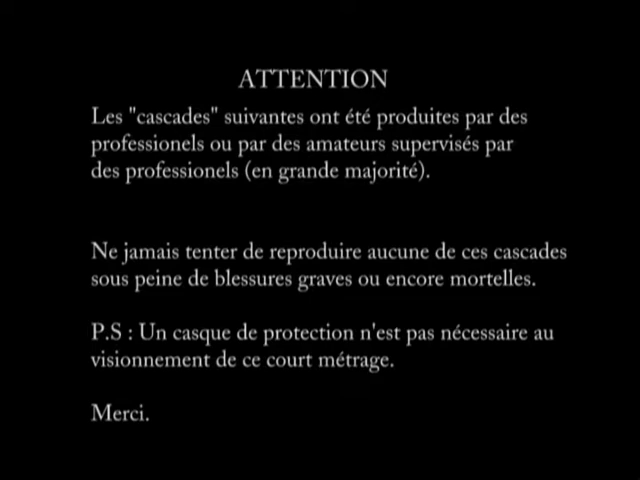 ATTENTION
Les "cascades" suivantes ont été produites par des
professionels ou par des amateurs supervisés par
des professionels (en grande majorité).
Ne jamais tenter de reproduire aucune de ces cascades
sous peine de blessures graves ou encore mortelles.
P.S : Un casque de protection n'est pas nécessaire au
visionnement de ce court métrage.
Merci.